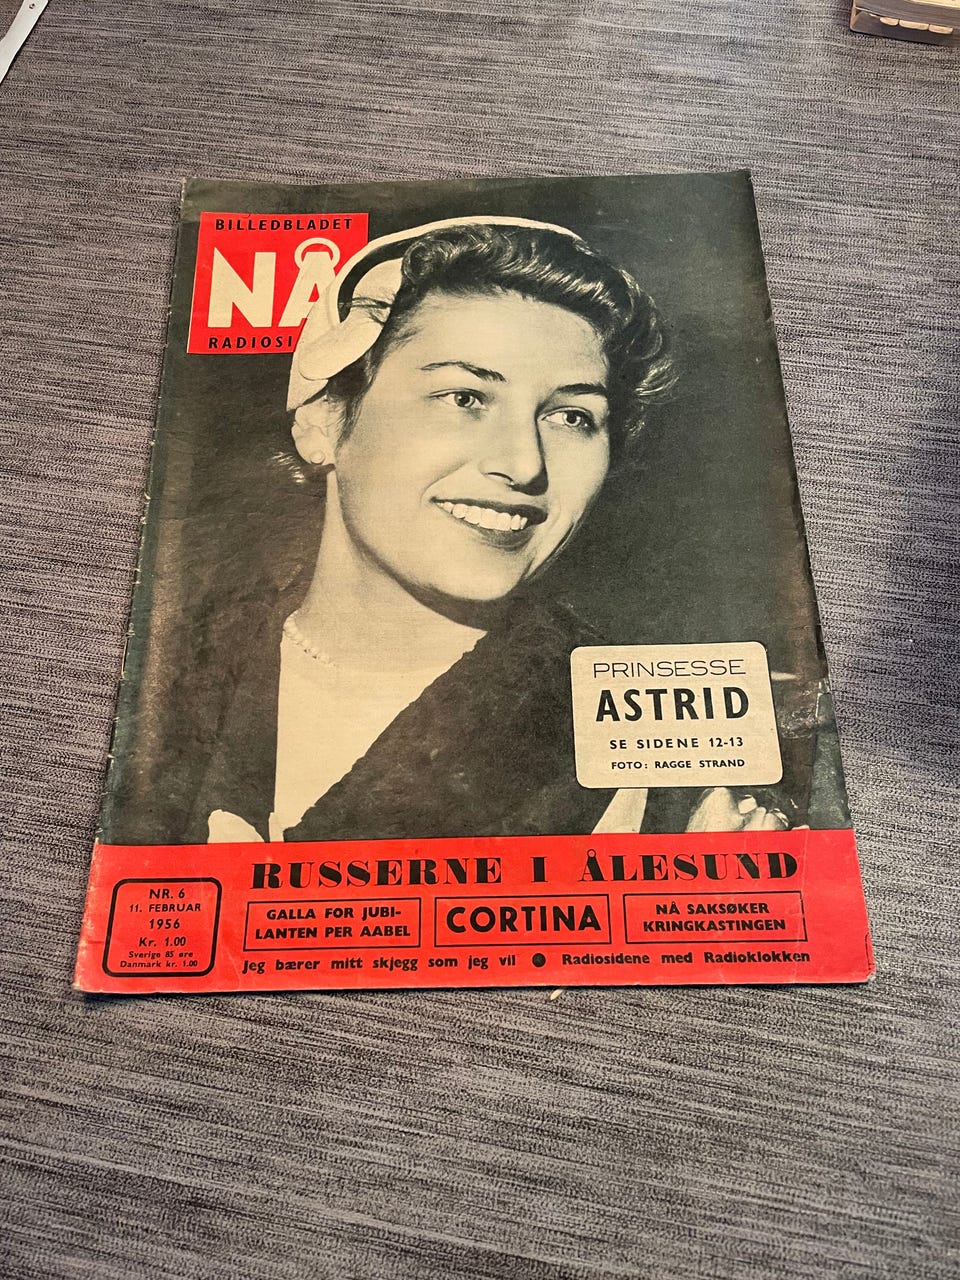 BILLEDBLADET
NÅ
PRINSESSE
ASTRID
SE SIDENE 12-13
FOTO: RAGGE STRAND
RUSSERNE I ÅLESUND
NR. 6
11. FEBRUAR
1956
Kr. 1.00
Sverige 85 øre
Danmark kr. 1.00
GALLA FOR JUBI-
LANTEN PER AABEL
CORTINA
NÅ SAKSØKER
KRINGKASTINGEN
Jeg bærer mitt skjegg som jeg vil ● Radiosidene med Radioklokken